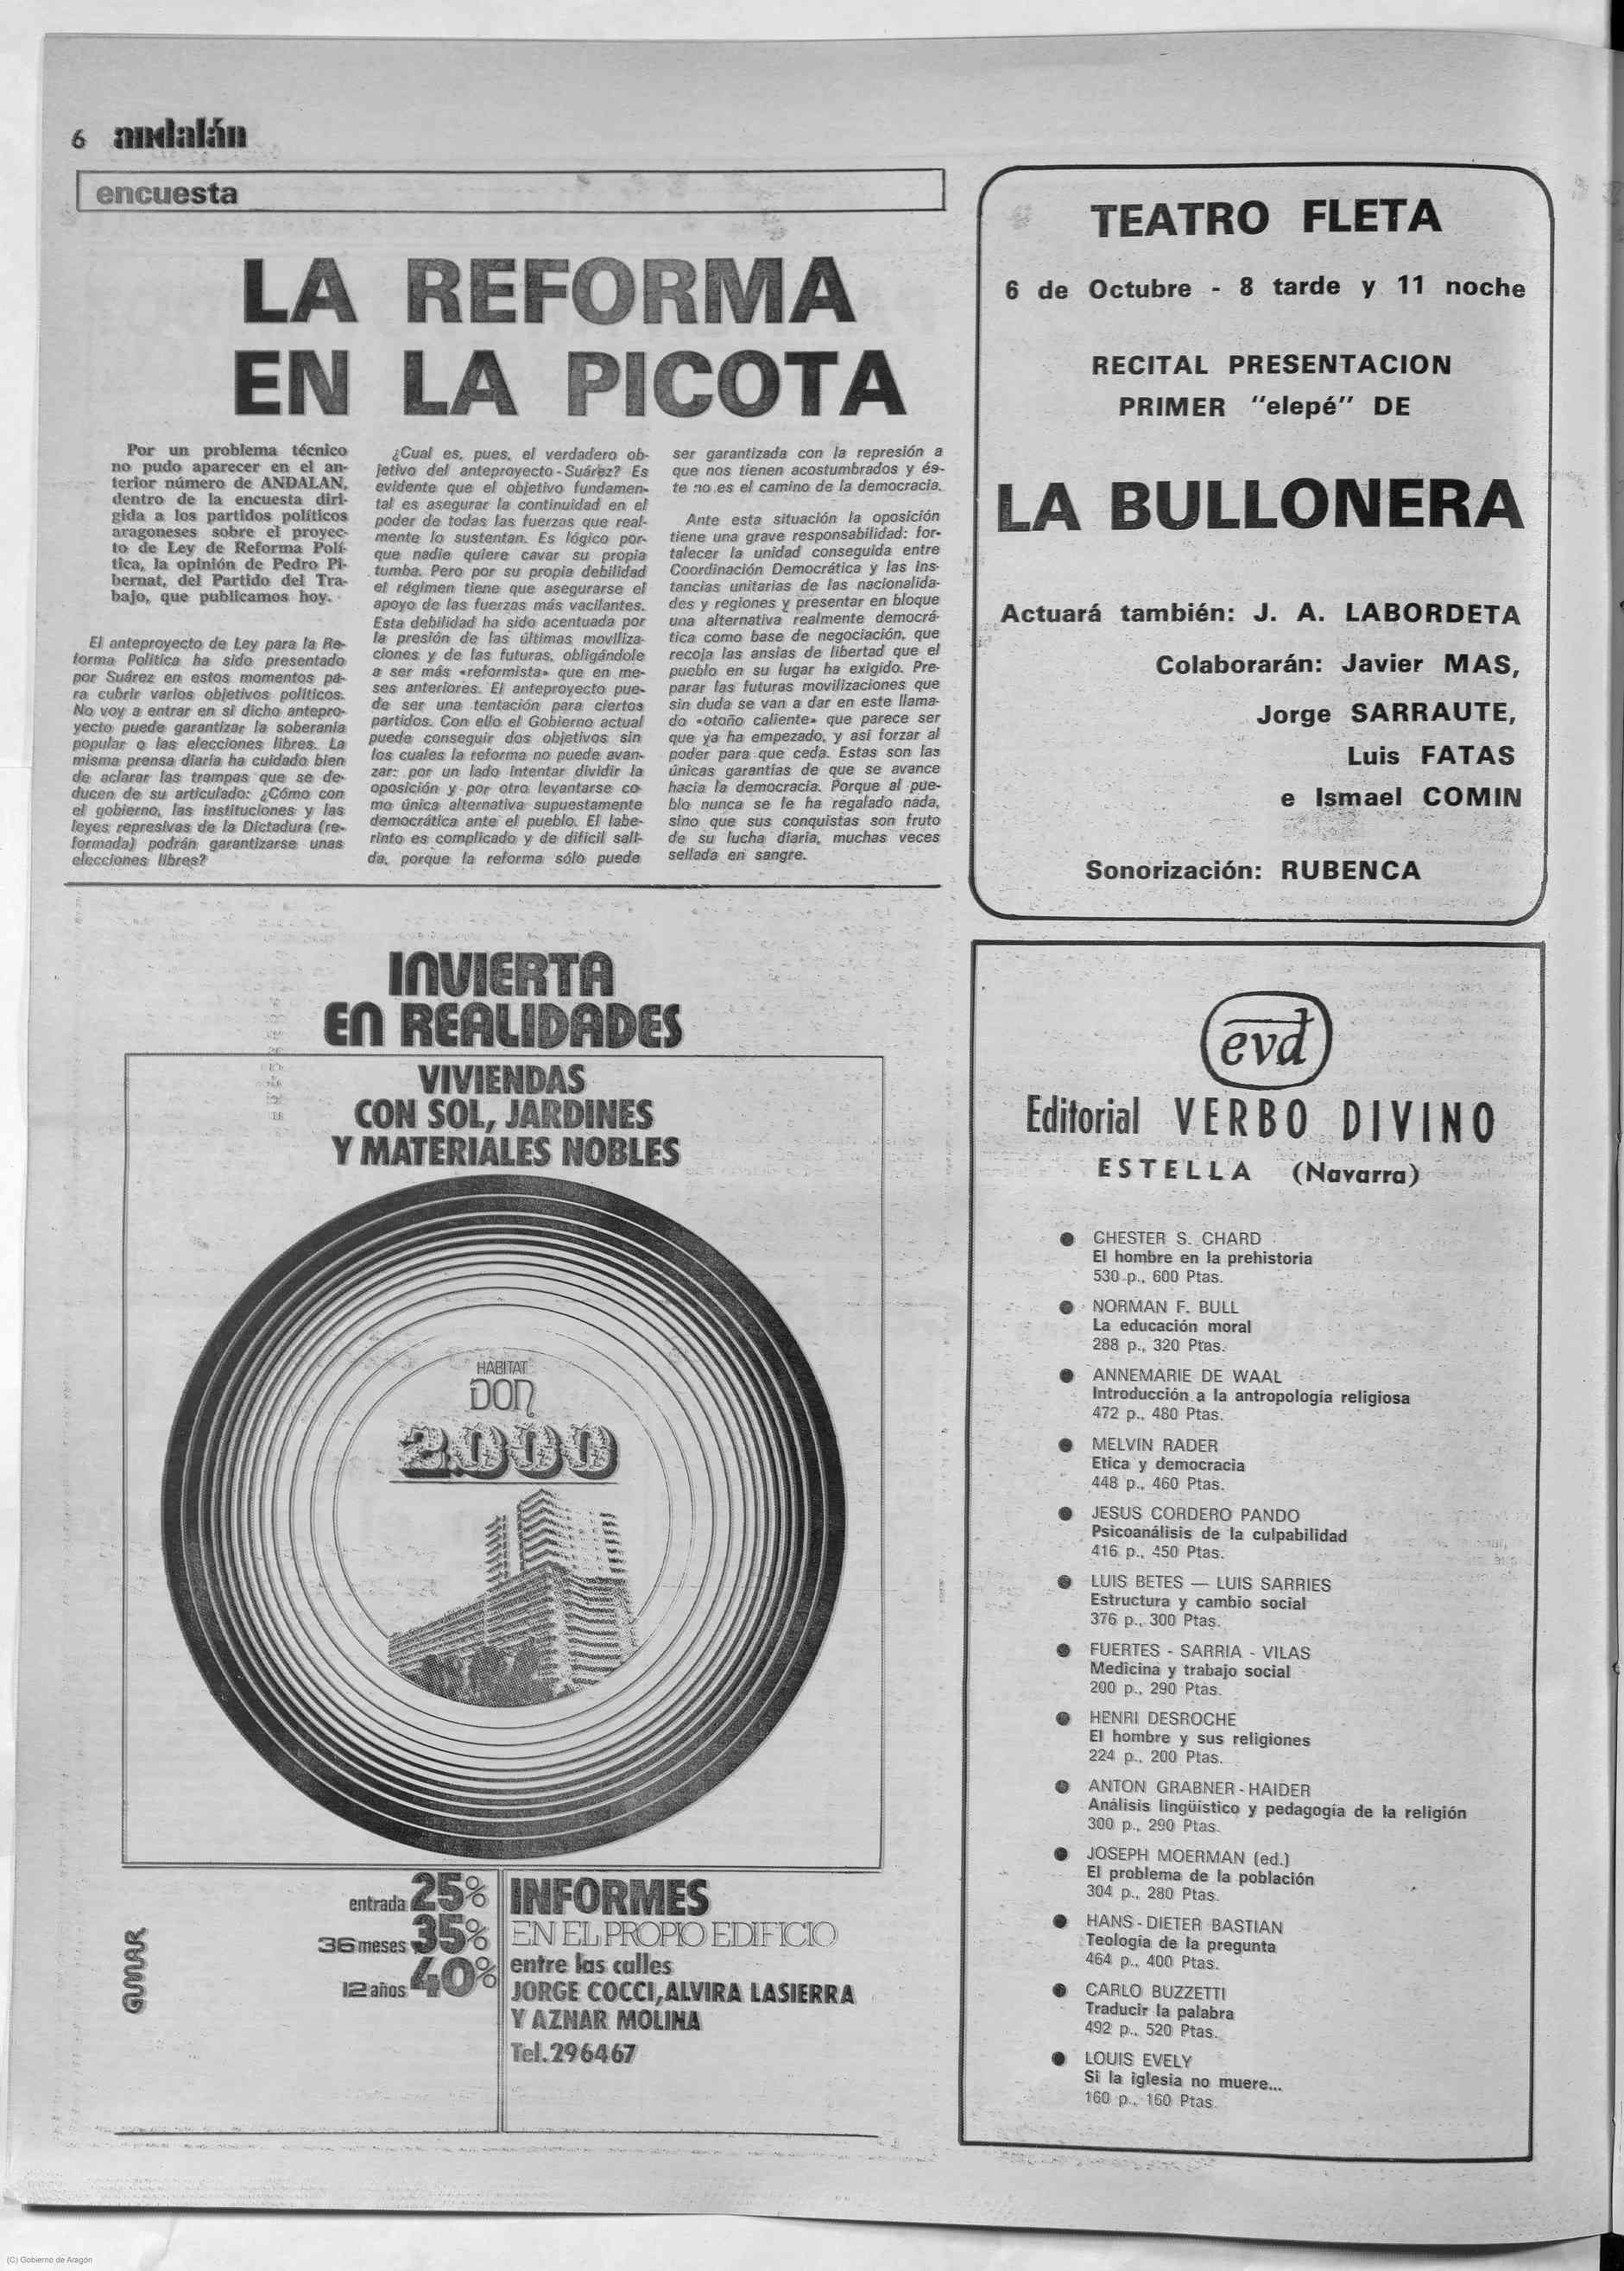 6 andalán
encuesta
LA REFORMA
EN LA PICOTA
Por un problema técnico
no pudo aparecer en el an-
terior número de ANDALAN,
dentro de la encuesta diri-
gida a los partidos políticos
aragoneses sobre el proyec-
to de Ley de Reforma Polí-
tica, la opinión de Pedro Pi-
bernat, del Partido del Tra-
bajo, que publicamos hoy.
El anteproyecto de Ley para la Re-
forma Política ha sido presentado
por Suárez en estos momentos pa-
ra cubrir varios objetivos políticos.
No voy a entrar en si dicho antepro-
yecto puede garantizar la soberanía
popular o las elecciones libres. La
misma prensa diaria ha cuidado bien
de aclarar las trampas que se de-
ducen de su articulado: ¿Cómo con
el gobierno, las instituciones y las
leyes represivas de la Dictadura (re-
formada) podrán garantizarse unas
elecciones libres?
¿Cual es, pues, el verdadero ob-
jetivo del anteproyecto-Suárez? Es
evidente que el objetivo fundamen-
tal es asegurar la continuidad en el
poder de todas las fuerzas que real-
mente lo sustentan. Es lógico por-
que nadie quiere cavar su propia
tumba. Pero por su propia debilidad
el régimen tiene que asegurarse el
apoyo de las fuerzas más vacilantes.
Esta debilidad ha sido acentuada por
la presión de las últimas moviliza-
ciones y de las futuras, obligándole
a ser más «reformista» que en me-
ses anteriores. El anteproyecto pue-
de ser una tentación para ciertos
partidos. Con ello el Gobierno actual
puede conseguir dos objetivos sin
los cuales la reforma no puede avan-
zar: por un lado intentar dividir la
oposición y por otro levantarse co-
mo única alternativa supuestamente
democrática ante el pueblo. El labe-
rinto es complicado y de difícil sali-
da, porque la reforma sólo puede
ser garantizada con la represión a
que nos tienen acostumbrados y és-
te no es el camino de la democracia.
Ante esta situación la oposición
tiene una grave responsabilidad: for-
talecer la unidad conseguida entre
Coordinación Democrática y las ins-
tancias unitarias de las nacionalida-
des y regiones y presentar en bloque
una alternativa realmente democrá-
tica como base de negociación, que
recoja las ansias de libertad que el
pueblo en su lugar ha exigido. Pre-
parar las futuras movilizaciones que
sin duda se van a dar en este llama-
do «otoño caliente» que parece ser
que ya ha empezado, y así forzar al
poder para que ceda. Estas son las
únicas garantías de que se avance
hacia la democracia. Porque al pue-
blo nunca se le ha regalado nada,
sino que sus conquistas son fruto
de su lucha diaria, muchas veces
sellada en sangre.
TEATRO FLETA
6 de Octubre - 8 tarde y 11 noche
RECITAL PRESENTACION
PRIMER "elepé" DE
LA BULLONERA
Actuará también: J. A. LABORDETA
Colaborarán: Javier MAS,
Jorge SARRAUTE,
Luis FATAS
e Ismael COMIN
Sonorización: RUBENCA
INVIERTA
EN REALIDADES
VIVIENDAS
CON SOL, JARDINES
Y MATERIALES NOBLES
HABITAT
DON
2.000
entrada 25%
36 meses 35%
12 años 40%
GUMAR
INFORMES
EN EL PROPIO EDIFICIO
entre las calles
JORGE COCCI, ALVIRA LASIERRA
Y AZNAR MOLINA
Tel. 296467
evd
Editorial VERBO DIVINO
ESTELLA (Navarra)
● CHESTER S. CHARD
El hombre en la prehistoria
530 p., 600 Ptas.
● NORMAN F. BULL
La educación moral
288 p., 320 Ptas.
● ANNEMARIE DE WAAL
Introducción a la antropología religiosa
472 p., 480 Ptas.
● MELVIN RADER
Etica y democracia
448 p., 460 Ptas.
● JESUS CORDERO PANDO
Psicoanálisis de la culpabilidad
416 p., 450 Ptas.
● LUIS BETES — LUIS SARRIES
Estructura y cambio social
376 p., 300 Ptas.
● FUERTES - SARRIA - VILAS
Medicina y trabajo social
200 p., 290 Ptas.
● HENRI DESROCHE
El hombre y sus religiones
224 p., 200 Ptas.
● ANTON GRABNER-HAIDER
Análisis lingüístico y pedagogía de la religión
300 p., 290 Ptas.
● JOSEPH MOERMAN (ed.)
El problema de la población
304 p., 280 Ptas.
● HANS-DIETER BASTIAN
Teología de la pregunta
464 p., 400 Ptas.
● CARLO BUZZETTI
Traducir la palabra
492 p., 520 Ptas.
● LOUIS EVELY
Si la iglesia no muere...
160 p., 160 Ptas.
(C) Gobierno de Aragón